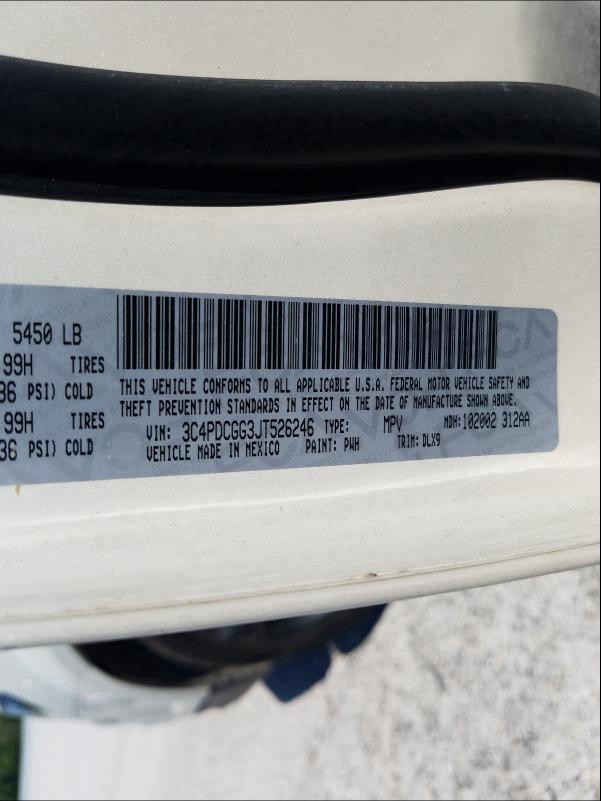 5450 LB
99H TIRES
36 PSI) COLD
99H TIRES
36 PSI) COLD
THIS VEHICLE CONFORMS TO ALL APPLICABLE U.S.A. FEDERAL MOTOR VEHICLE SAFETY AND
THEFT PREVENTION STANDARDS IN EFFECT ON THE DATE OF MANUFACTURE SHOWN ABOVE.
VIN: 3C4PDCGG3JT526246 TYPE: MPV MDH: 102002 312AA
VEHICLE MADE IN MEXICO PAINT: PWH TRIM: DLX9